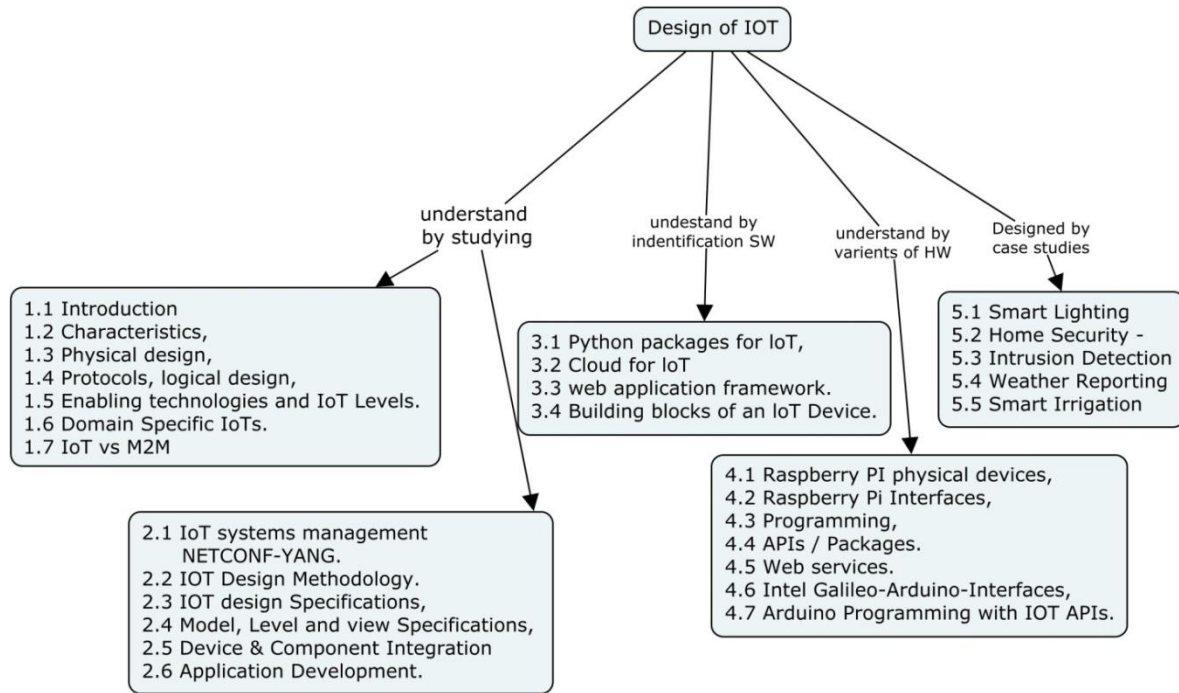 Design of IOT
understand
by studying
undestand by
indentification SW
understand by
varients of HW
Designed by
case studies
1.1 Introduction
1.2 Characteristics,
1.3 Physical design,
1.4 Protocols, logical design,
1.5 Enabling technologies and IoT Levels.
1.6 Domain Specific IoTs.
1.7 IoT vs M2M
2.1 IoT systems management
NETCONF-YANG.
2.2 IOT Design Methodology.
2.3 IOT design Specifications,
2.4 Model, Level and view Specifications,
2.5 Device & Component Integration
2.6 Application Development.
3.1 Python packages for IoT,
3.2 Cloud for IoT
3.3 web application framework.
3.4 Building blocks of an IoT Device.
4.1 Raspberry PI physical devices,
4.2 Raspberry Pi Interfaces,
4.3 Programming,
4.4 APIs / Packages.
4.5 Web services.
4.6 Intel Galileo-Arduino-Interfaces,
4.7 Arduino Programming with IOT APIs.
5.1 Smart Lighting
5.2 Home Security -
5.3 Intrusion Detection
5.4 Weather Reporting
5.5 Smart Irrigation